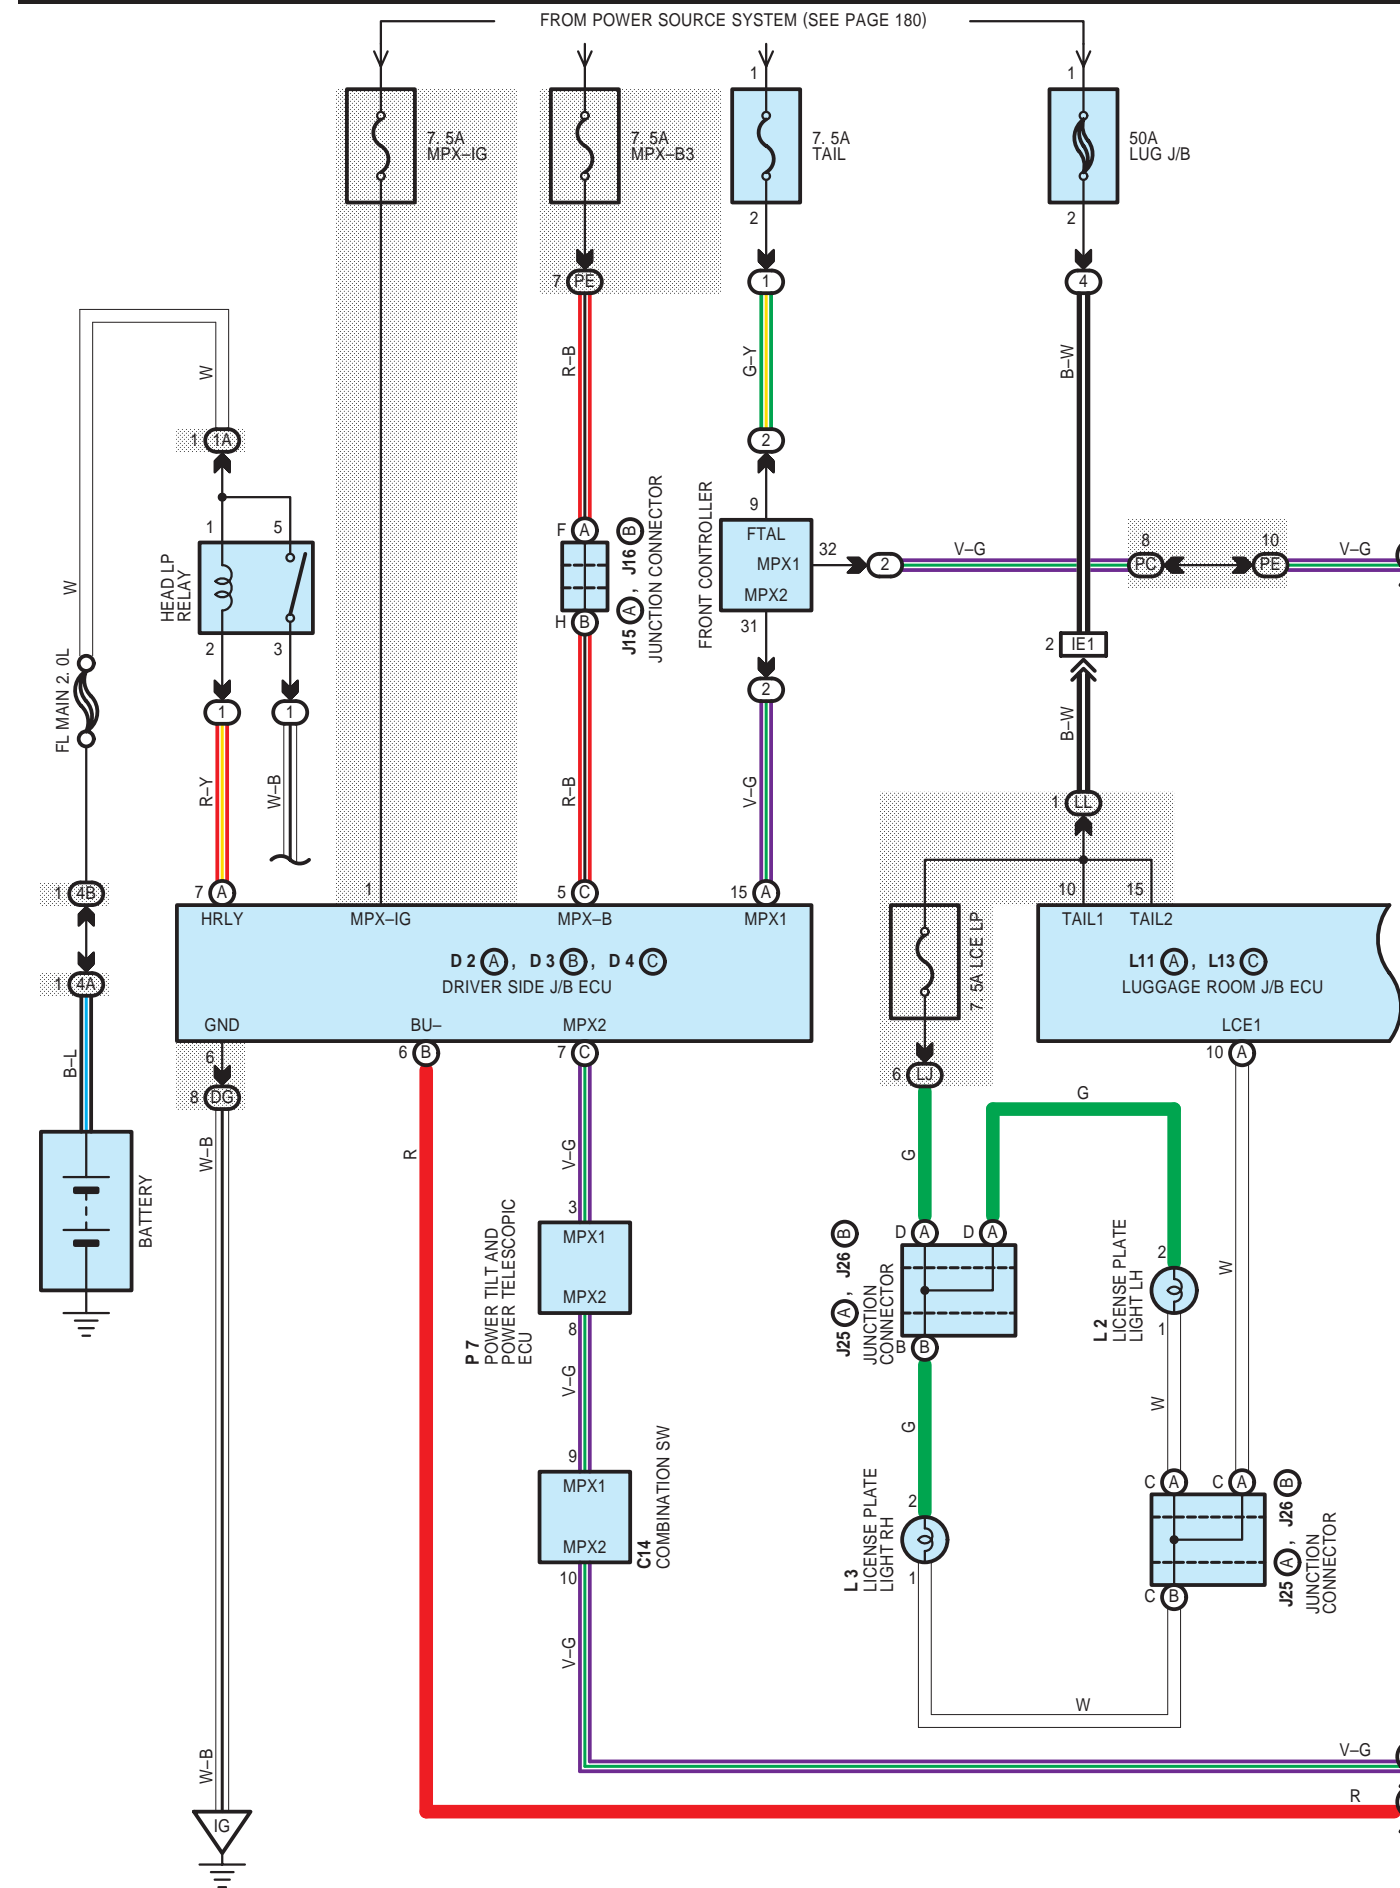 FROM POWER SOURCE SYSTEM (SEE PAGE 180)
1
1
7. 5A
MPX–IG
7. 5A
MPX–B3
7. 5A
TAIL
50A
LUG J/B
2
2
7
PE
1
4
W
R–B
G–Y
B–W
1
1A
2
F
A
J15 A , J16 B
JUNCTION CONNECTOR
H
B
FRONT CONTROLLER
9
FTAL
MPX1
MPX2
32
2
V–G
8
PC
10
PE
V–G
31
2
1
5
HEAD LP
RELAY
2
3
1
1
W
FL MAIN 2. 0L
2
IE1
B–W
R–Y
W–B
R–B
V–G
1
LL
1
4B
1
4A
7
A
1
5
C
15
A
10
15
HRLY
MPX–IG
MPX–B
MPX1
D 2 A , D 3 B , D 4 C
DRIVER SIDE J/B ECU
GND
BU–
MPX2
7. 5A LCE LP
TAIL1
TAIL2
L11 A , L13 C
LUGGAGE ROOM J/B ECU
LCE1
6
8
DG
6
B
7
C
6
LJ
10
A
B–L
BATTERY
W–B
R
V–G
G
G
W
3
MPX1
MPX2
8
P 7
POWER TILT AND
POWER TELESCOPIC
ECU
V–G
D
A
D
A
J25 A , J26 B
JUNCTION
CONNECTOR
B
B
2
L 2
LICENSE PLATE
LIGHT LH
1
W
G
9
MPX1
MPX2
10
C14
COMBINATION SW
2
L 3
LICENSE PLATE
LIGHT RH
1
C
A
C
A
J25 A , J26 B
JUNCTION
CONNECTOR
C
B
V–G
W
W–B
V–G
R
IG